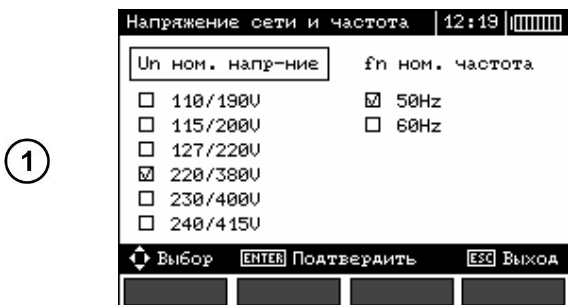 Напряжение сети и частота 12:19
Un ном. напр-ние fn ном. частота
110/190V 50Hz
115/200V 60Hz
127/220V
220/380V
230/400V
240/415V
1
Выбор ENTER Подтвердить ESC Выход